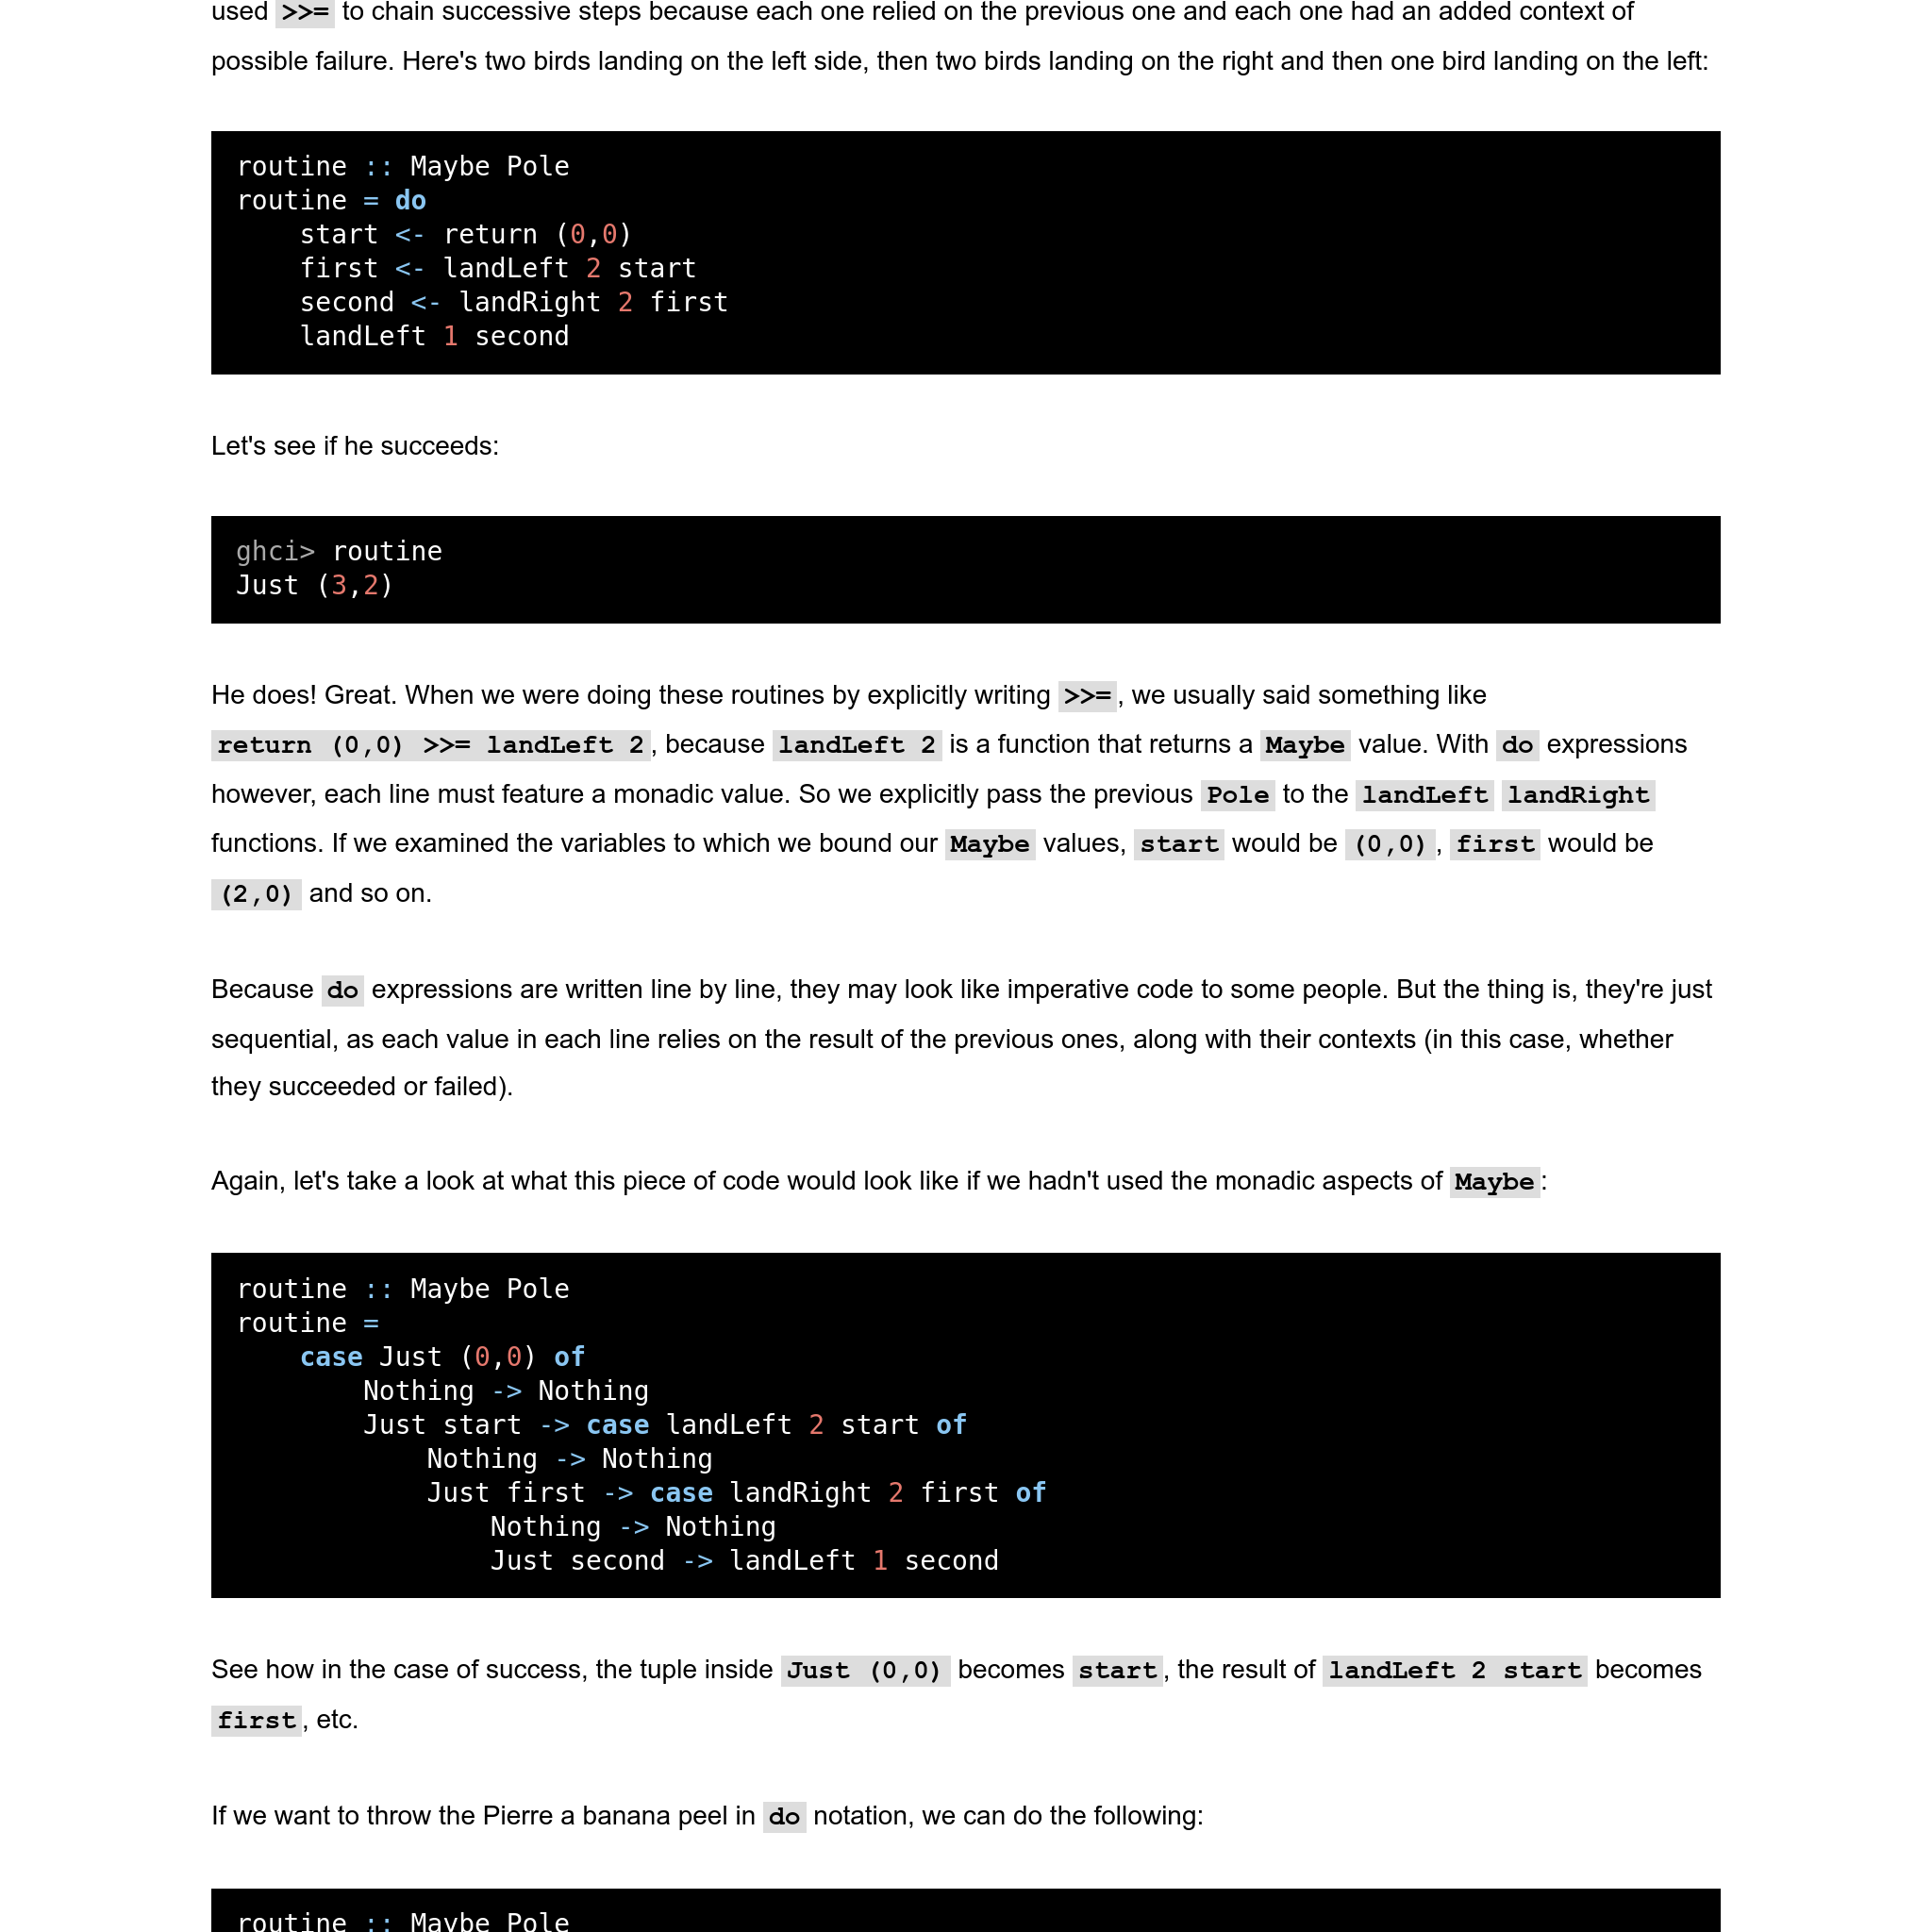 used >>= to chain successive steps because each one relied on the previous one and each one had an added context of
possible failure. Here's two birds landing on the left side, then two birds landing on the right and then one bird landing on the left:
routine :: Maybe Pole
routine = do
    start <- return (0,0)
    first <- landLeft 2 start
    second <- landRight 2 first
    landLeft 1 second
Let's see if he succeeds:
ghci> routine
Just (3,2)
He does! Great. When we were doing these routines by explicitly writing >>=, we usually said something like
return (0,0) >>= landLeft 2, because landLeft 2 is a function that returns a Maybe value. With do expressions
however, each line must feature a monadic value. So we explicitly pass the previous Pole to the landLeft landRight
functions. If we examined the variables to which we bound our Maybe values, start would be (0,0), first would be
(2,0) and so on.
Because do expressions are written line by line, they may look like imperative code to some people. But the thing is, they're just
sequential, as each value in each line relies on the result of the previous ones, along with their contexts (in this case, whether
they succeeded or failed).
Again, let's take a look at what this piece of code would look like if we hadn't used the monadic aspects of Maybe:
routine :: Maybe Pole
routine =
    case Just (0,0) of
        Nothing -> Nothing
        Just start -> case landLeft 2 start of
            Nothing -> Nothing
            Just first -> case landRight 2 first of
                Nothing -> Nothing
                Just second -> landLeft 1 second
See how in the case of success, the tuple inside Just (0,0) becomes start, the result of landLeft 2 start becomes
first, etc.
If we want to throw the Pierre a banana peel in do notation, we can do the following:
routine :: Maybe Pole